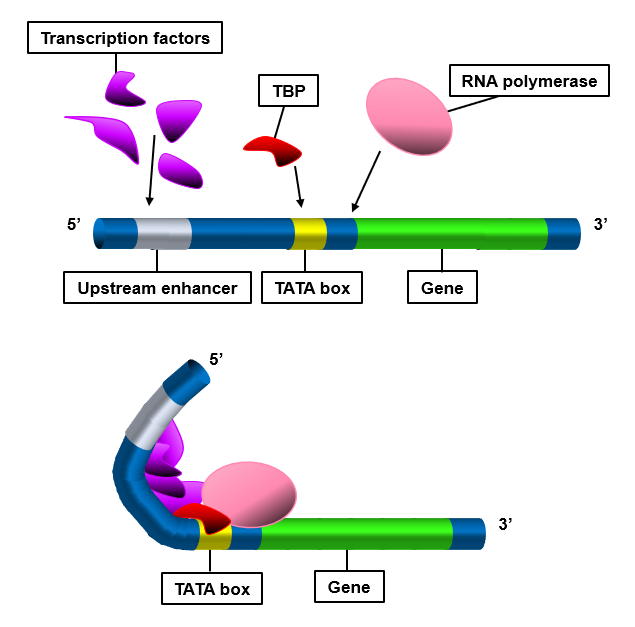 Transcription factors
RNA polymerase
TBP
5’
3’
Upstream enhancer
TATA box
Gene
5’
3’
TATA box
Gene